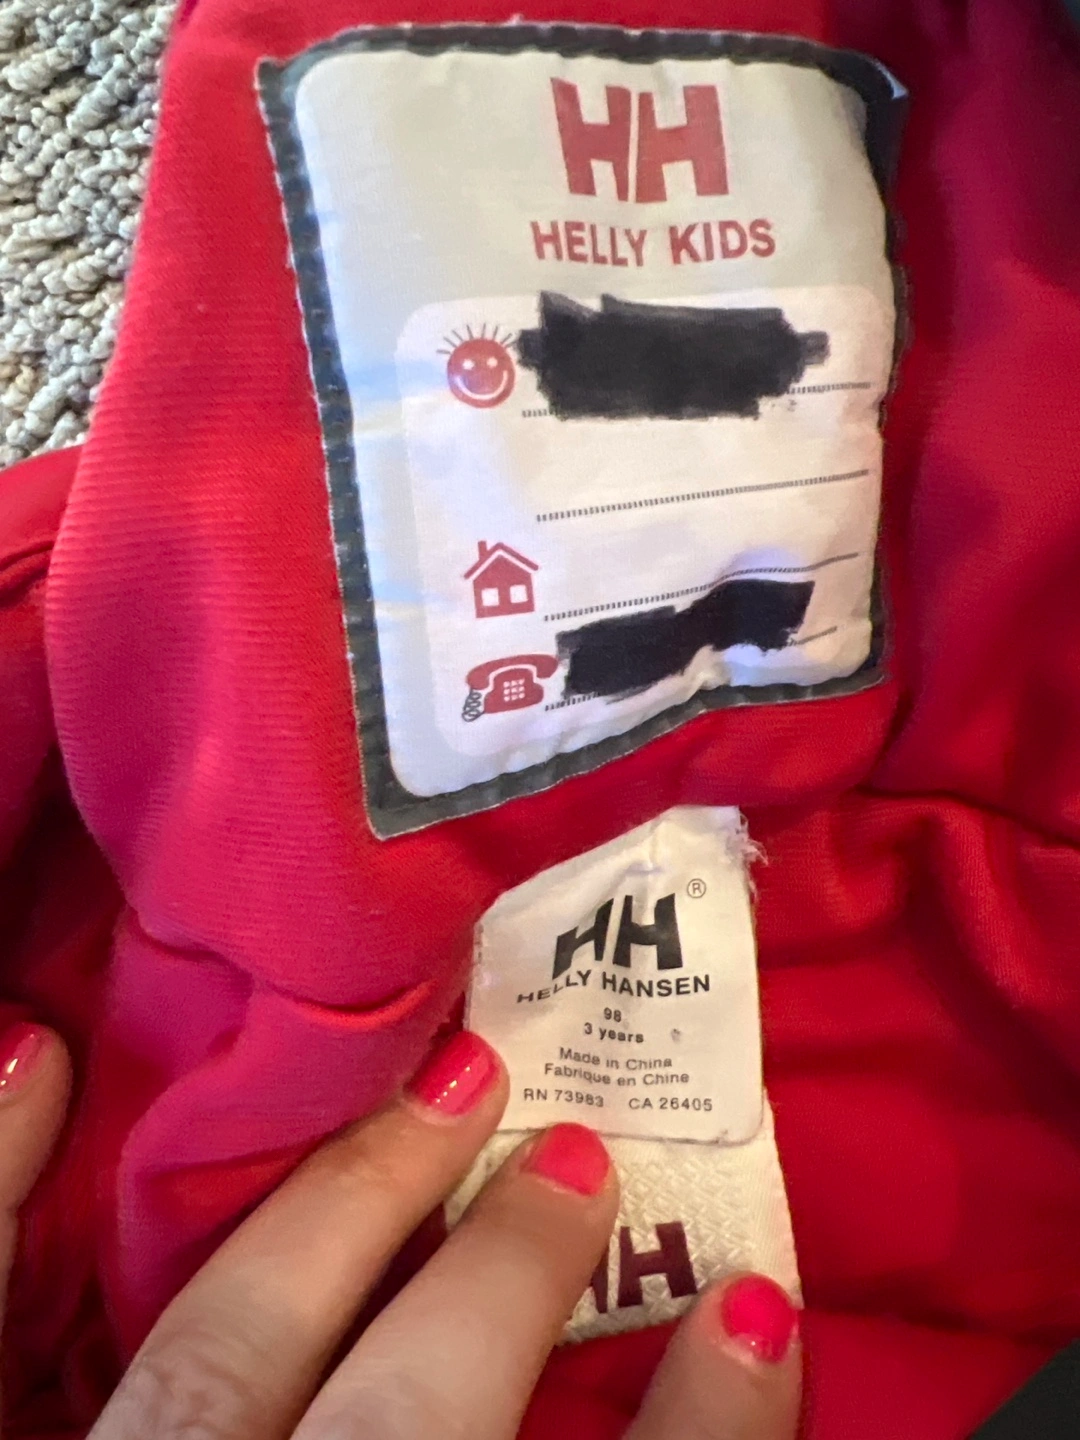 HH
HELLY KIDS
HH®
HELLY HANSEN
98
3 years
Made in China
Fabrique en Chine
RN 73983 CA 26405
HH